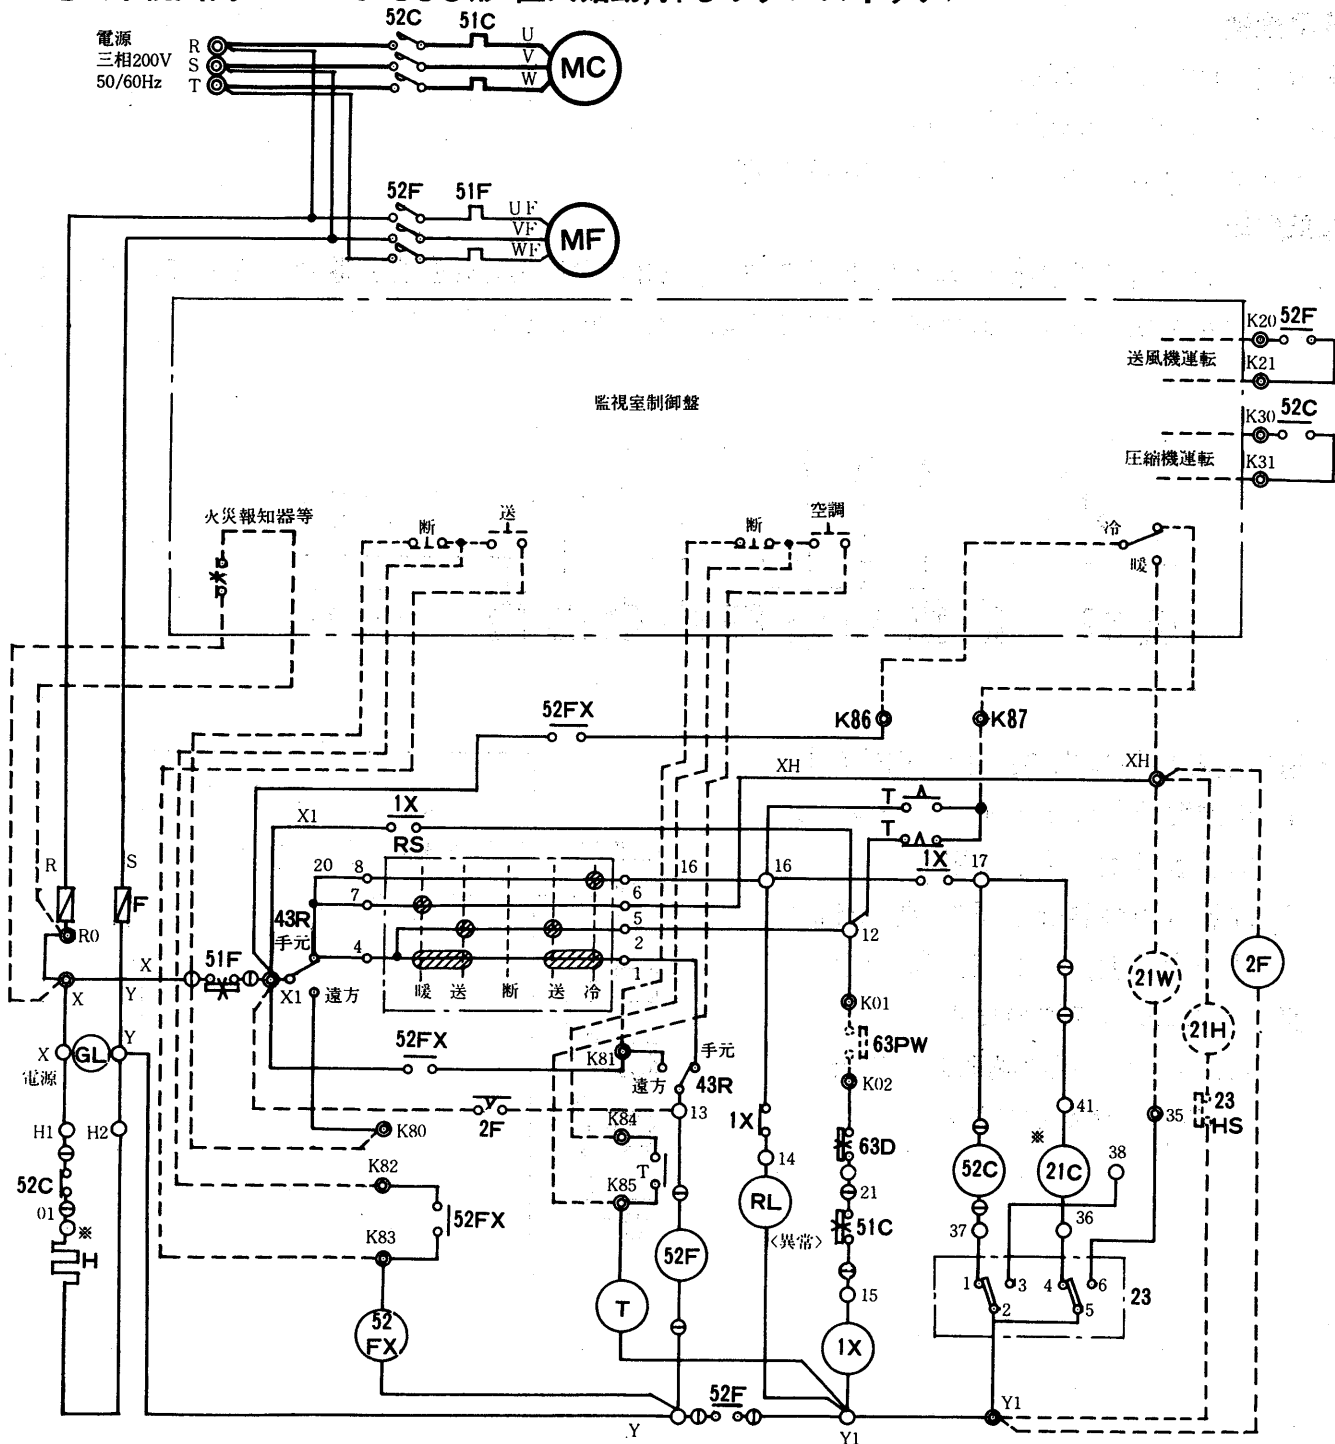 52C 51C
電源
三相200V
50/60Hz
R
S
T
U
V
W
MC
52F 51F
UF
VF
WF
MF
K20 52F
送風機運転
K21
K30 52C
圧縮機運転
K31
監視室制御盤
火災報知器等
断
送
断
空調
冷
暖
52FX
K86
K87
XH
XH
T
T
1X
X1
1X
RS
20
8
7
4
16
16
17
6
5
2
1
12
R
S
F
R0
43R
手元
51F
X
X
Y
X1
遠方
暖 送 断 送 冷
21W
2F
21H
K01
63PW
K02
X
GL
Y
電源
52FX
K81
手元
遠方
43R
2F
13
K84
K80
H1
H2
52C
01
※
H
K82
K83
52FX
52
FX
T
K85
T
52F
1X
14
RL
〈異常〉
63D
21
51C
15
1X
41
※
38
35
23
HS
52C
21C
37
36
1
3
4
6
2
5
23
52F
Y
Y1
Y1